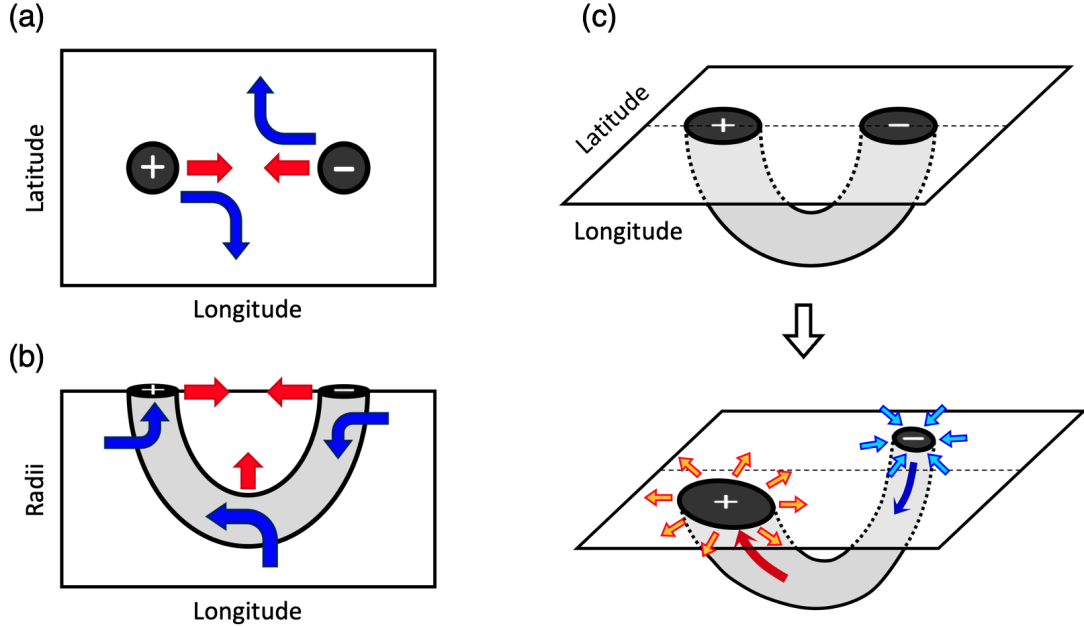 (a)
+
−
Latitude
Longitude
(b)
+
−
Radii
Longitude
(c)
Latitude
+
−
Longitude
−
+